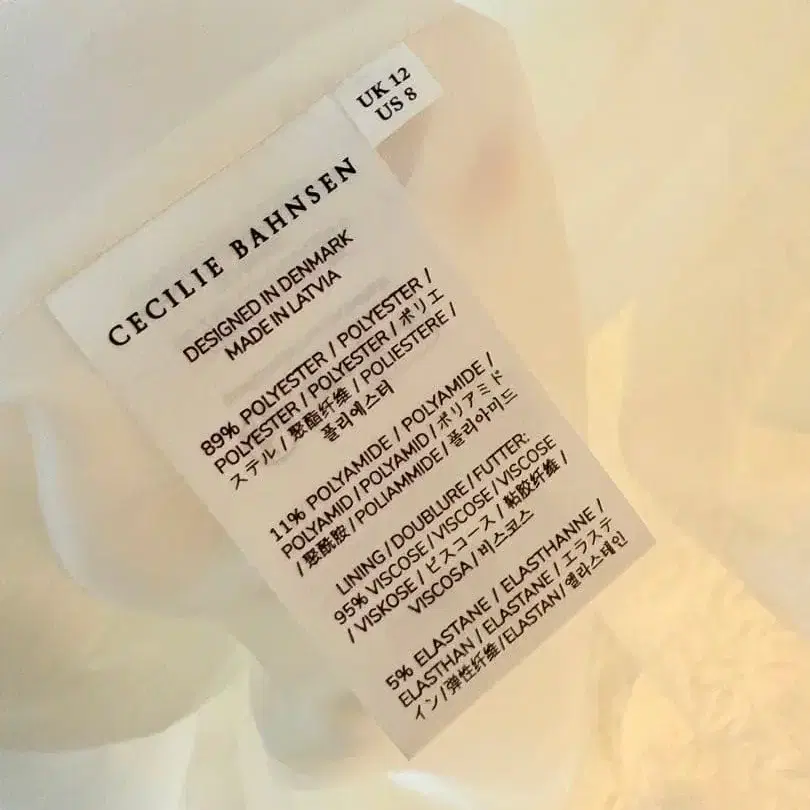 UK 12
US 8
CECILIE BAHNSEN
DESIGNED IN DENMARK
MADE IN LATVIA
89% POLYESTER / POLYESTER /
POLYESTER / POLYESTER / ポリエ
ステル / 聚酯纤维 / POLIESTERE /
폴리에스터
11% POLYAMIDE / POLYAMIDE /
POLYAMID / POLYAMID / ポリアミド
/ 聚酰胺 / POLIAMMIDE / 폴리아미드
LINING / DOUBLURE / FUTTER:
95% VISCOSE / VISCOSE / VISCOSE
/ VISKOSE / ビスコース / 粘胶纤维 /
VISCOSA / 비스코스
5% ELASTANE / ELASTHANNE /
ELASTHAN / ELASTANE / エラステ
イン / 弹性纤维 / ELASTAN / 엘라스테인